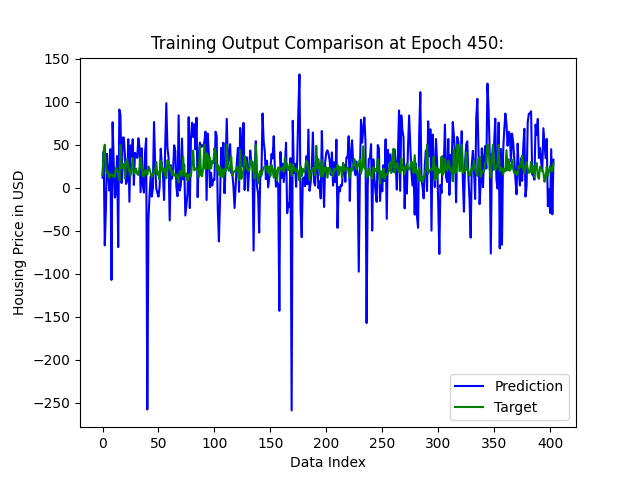 Training Output Comparison at Epoch 450:
150
100
50
0
−50
−100
−150
−200
−250
Housing Price in USD
0 50 100 150 200 250 300 350 400
Data Index
Prediction
Target